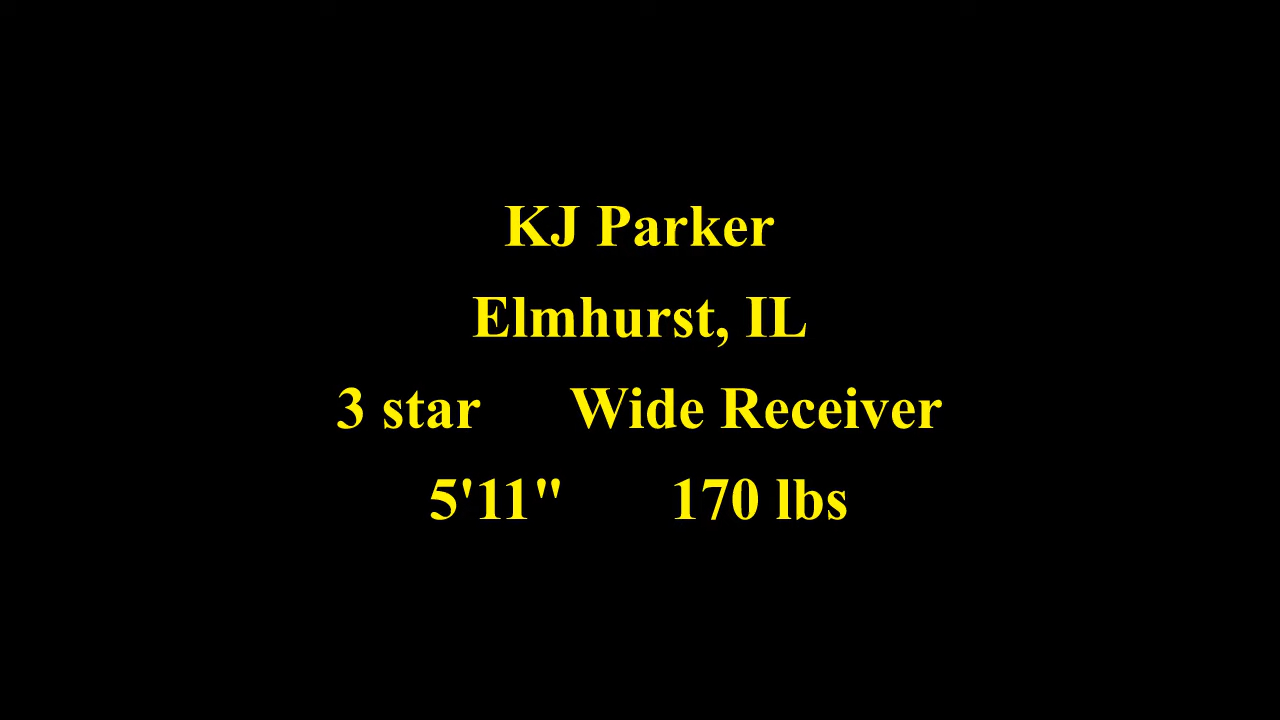 KJ Parker
Elmhurst, IL
3 star Wide Receiver
5'11" 170 lbs